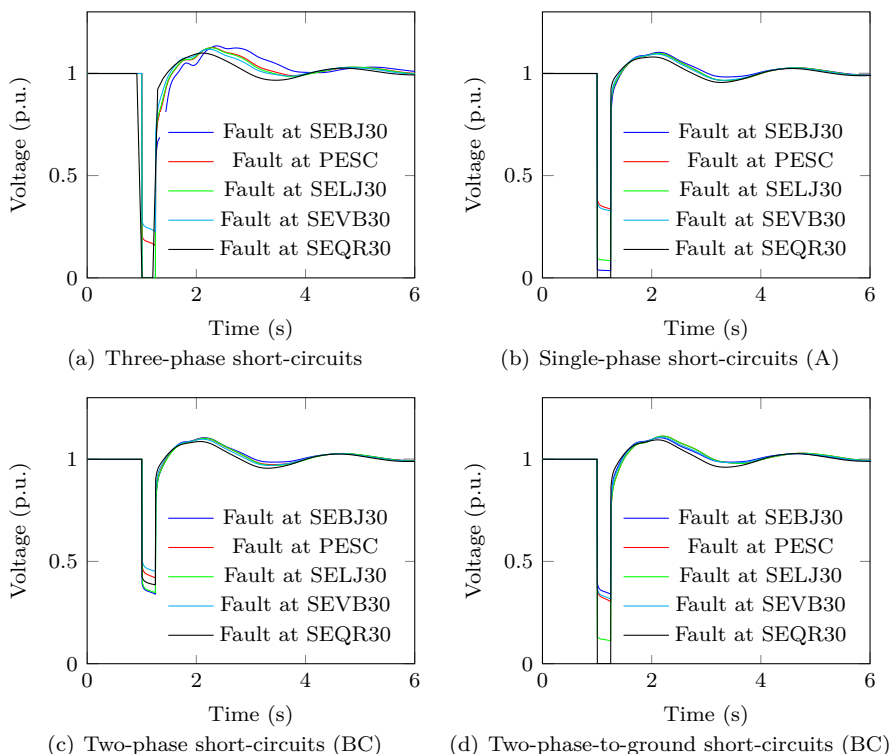 1
0.5
0
Voltage (p.u.)
Fault at SEBJ30
Fault at PESC
Fault at SELJ30
Fault at SEVB30
Fault at SEQR30
0 2 4 6
Time (s)
(a) Three-phase short-circuits
1
0.5
0
Voltage (p.u.)
Fault at SEBJ30
Fault at PESC
Fault at SELJ30
Fault at SEVB30
Fault at SEQR30
0 2 4 6
Time (s)
(b) Single-phase short-circuits (A)
1
0.5
0
Voltage (p.u.)
Fault at SEBJ30
Fault at PESC
Fault at SELJ30
Fault at SEVB30
Fault at SEQR30
0 2 4 6
Time (s)
(c) Two-phase short-circuits (BC)
1
0.5
0
Voltage (p.u.)
Fault at SEBJ30
Fault at PESC
Fault at SELJ30
Fault at SEVB30
Fault at SEQR30
0 2 4 6
Time (s)
(d) Two-phase-to-ground short-circuits (BC)